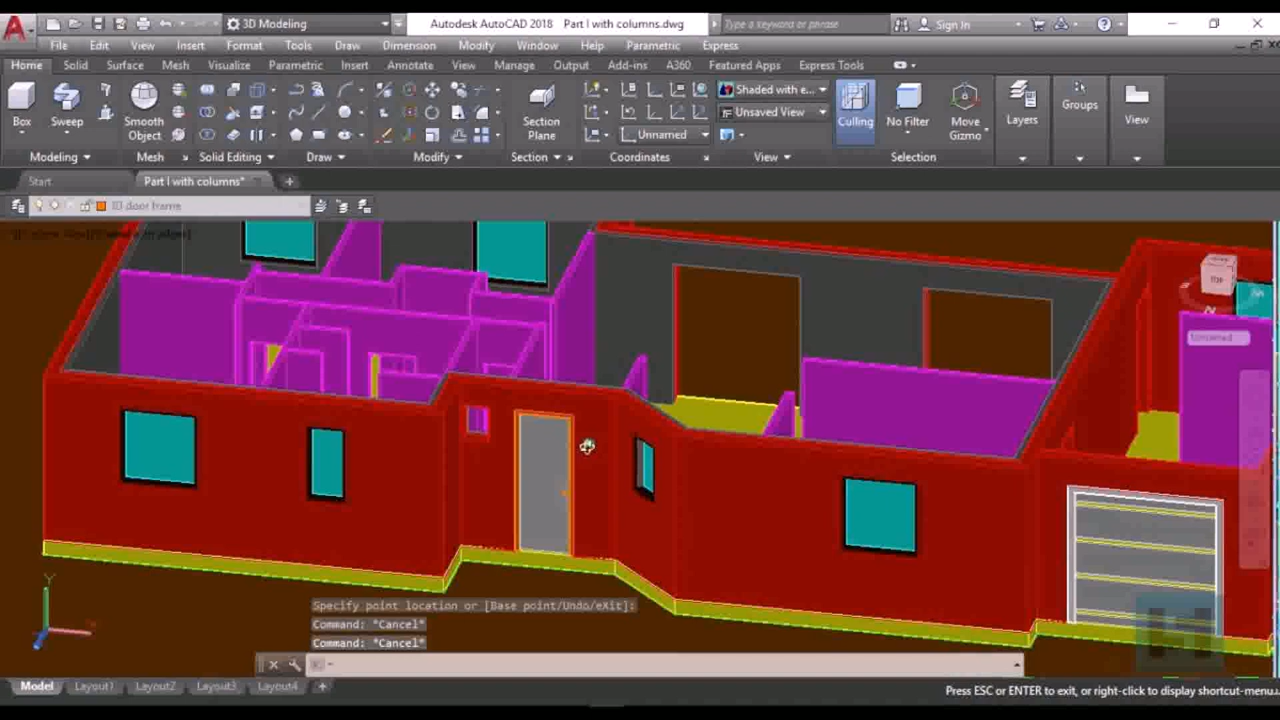 3D Modeling
Autodesk AutoCAD 2018 Part I with columns.dwg
Type a keyword or phrase
Sign In
File Edit View Insert Format Tools Draw Dimension Modify Window Help Parametric Express
Home Solid Surface Mesh Visualize Parametric Insert Annotate View Manage Output Add-ins A360 Featured Apps Express Tools
Box
Sweep
Smooth
Object
Section
Plane
Shaded with e...
Unsaved View
Unnamed
Culling
No Filter
Move
Gizmo
Layers
Groups
View
Modeling Mesh Solid Editing Draw Modify Section Coordinates View Selection
Start
Part I with columns*
door frame
TOP
Unnamed
Specify point location or [Base point/Undo/eXit]:
Command: *Cancel*
Command: *Cancel*
Y
Model Layout1 Layout2 Layout3 Layout4
Press ESC or ENTER to exit, or right-click to display shortcut-menu.